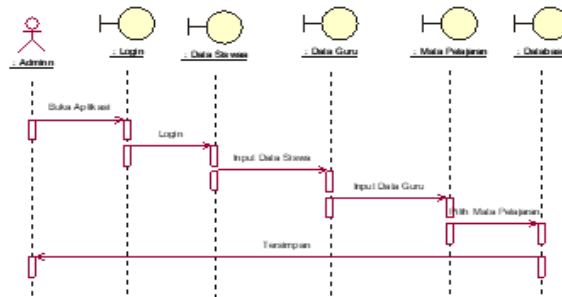 : Adminn
: Login
: Data Siswa
: Data Guru
: Mata Pelajaran
: Databas
Buka Aplikasi
Login
Input Data Siswa
Input Data Guru
Pilih Mata Pelajaran
Tersimpan